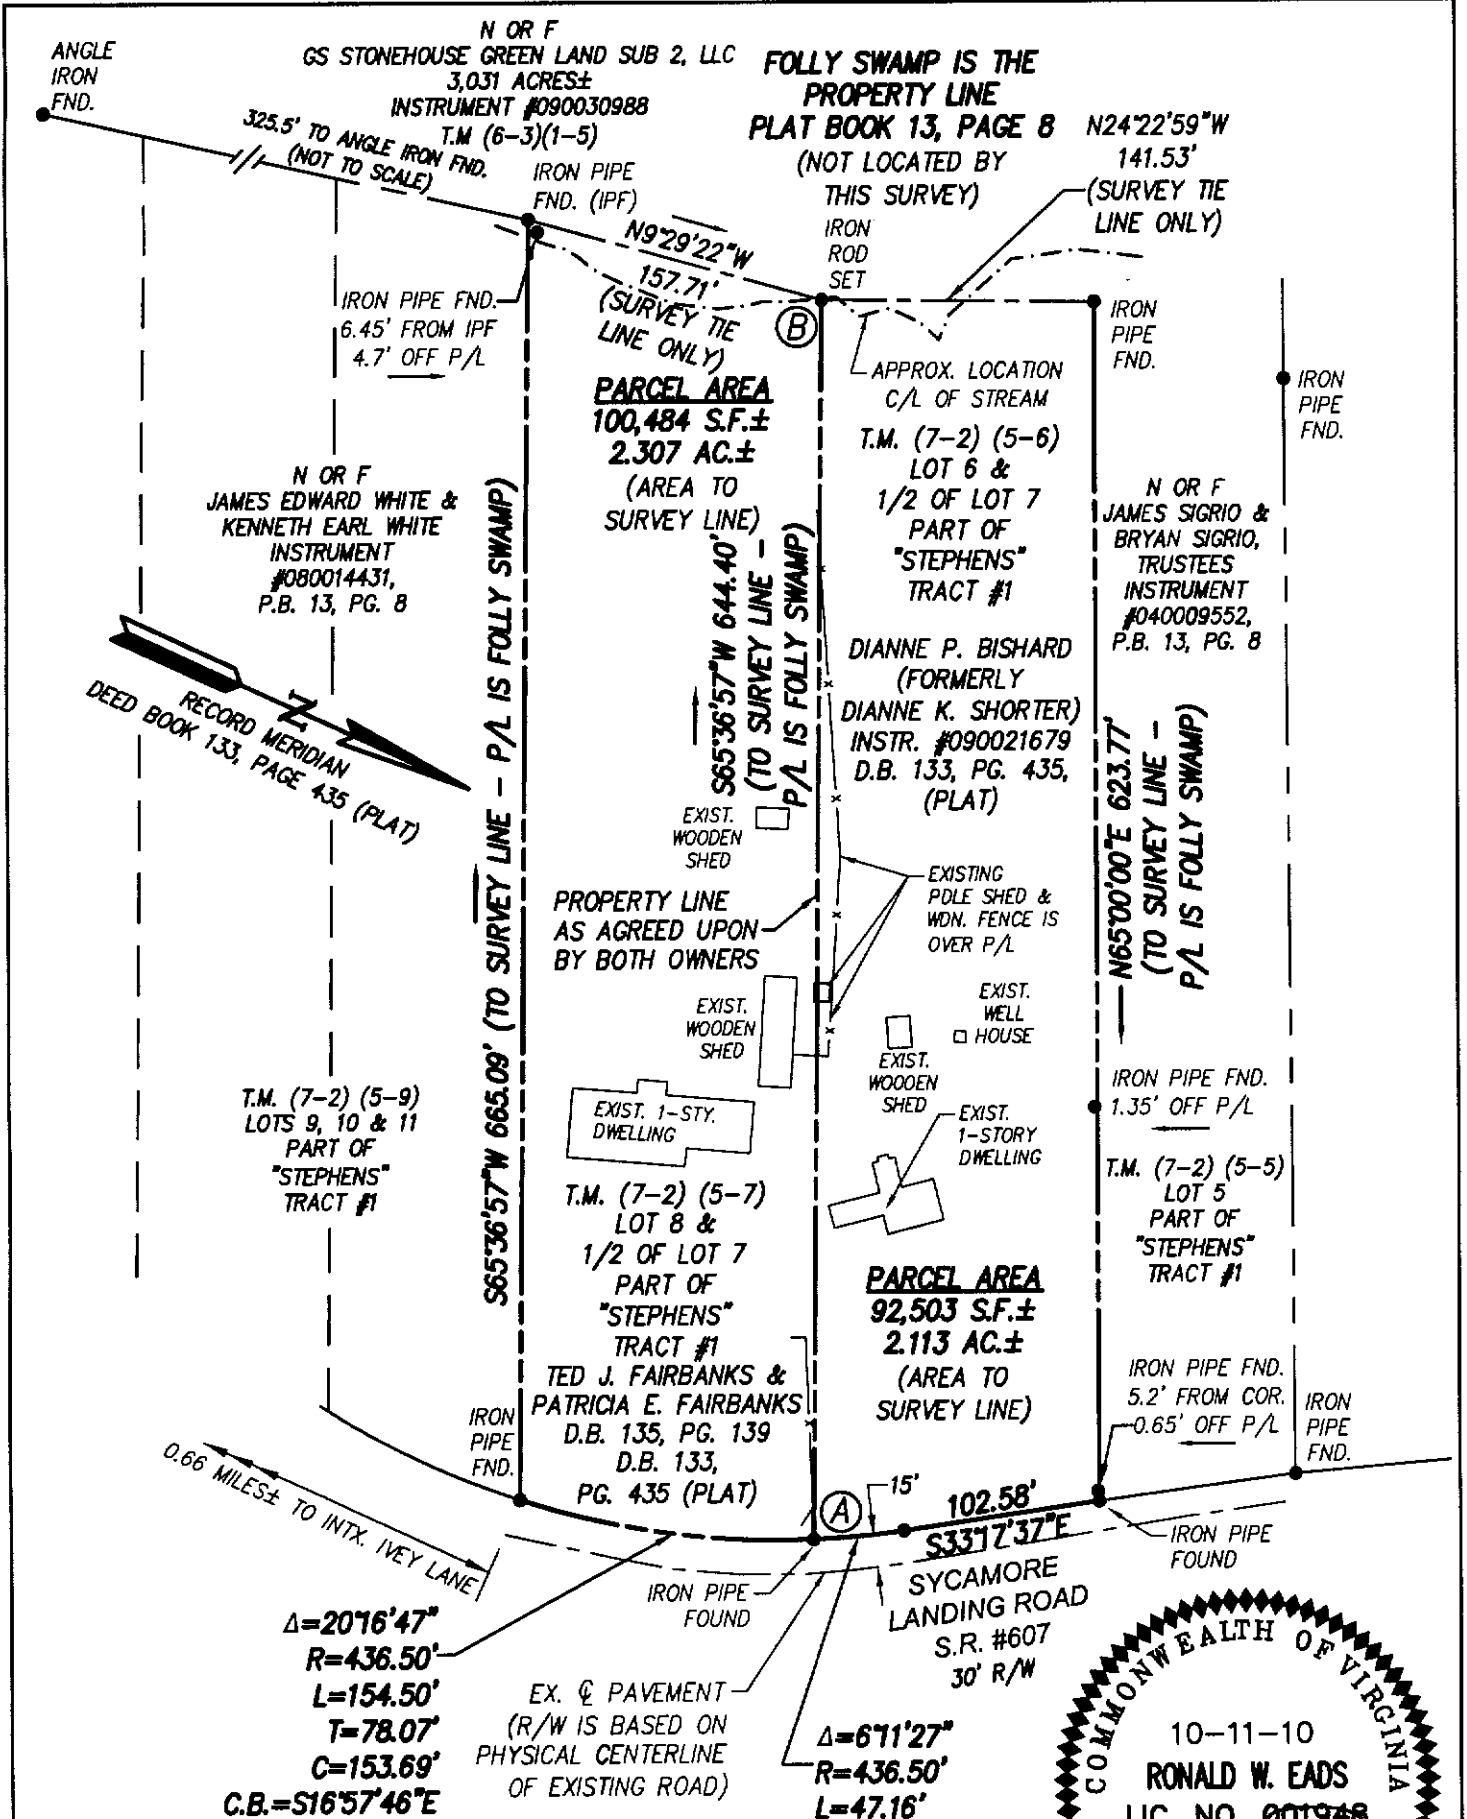 ANGLE
IRON
FND.
N OR F
GS STONEHOUSE GREEN LAND SUB 2, LLC
3,031 ACRES±
INSTRUMENT #090030988
T.M (6-3)(1-5)
325.5' TO ANGLE IRON FND.
(NOT TO SCALE)
FOLLY SWAMP IS THE
PROPERTY LINE
PLAT BOOK 13, PAGE 8
(NOT LOCATED BY
THIS SURVEY)
N24°22'59"W
141.53'
(SURVEY TIE
LINE ONLY)
IRON PIPE
FND. (IPF)
N9°29'22"W
157.71'
(SURVEY TIE
LINE ONLY)
IRON
ROD
SET
B
IRON PIPE FND.
6.45' FROM IPF
4.7' OFF P/L
IRON
PIPE
FND.
IRON
PIPE
FND.
APPROX. LOCATION
C/L OF STREAM
PARCEL AREA
100,484 S.F.±
2.307 AC.±
(AREA TO
SURVEY LINE)
T.M. (7-2) (5-6)
LOT 6 &
1/2 OF LOT 7
PART OF
"STEPHENS"
TRACT #1
N OR F
JAMES EDWARD WHITE &
KENNETH EARL WHITE
INSTRUMENT
#080014431,
P.B. 13, PG. 8
N OR F
JAMES SIGRIO &
BRYAN SIGRIO,
TRUSTEES
INSTRUMENT
#040009552,
P.B. 13, PG. 8
S65°36'57"W 665.09' (TO SURVEY LINE - P/L IS FOLLY SWAMP)
S65°36'57"W 644.40'
(TO SURVEY LINE -
P/L IS FOLLY SWAMP)
DIANNE P. BISHARD
(FORMERLY
DIANNE K. SHORTER)
INSTR. #090021679
D.B. 133, PG. 435,
(PLAT)
N65°00'00"E 623.77'
(TO SURVEY LINE -
P/L IS FOLLY SWAMP)
N
RECORD MERIDIAN
DEED BOOK 133, PAGE 435 (PLAT)
EXIST.
WOODEN
SHED
EXISTING
POLE SHED &
WDN. FENCE IS
OVER P/L
PROPERTY LINE
AS AGREED UPON
BY BOTH OWNERS
EXIST.
WOODEN
SHED
EXIST.
WELL
HOUSE
EXIST.
WOODEN
SHED
IRON PIPE FND.
1.35' OFF P/L
T.M. (7-2) (5-9)
LOTS 9, 10 & 11
PART OF
"STEPHENS"
TRACT #1
EXIST. 1-STY.
DWELLING
EXIST.
1-STORY
DWELLING
T.M. (7-2) (5-5)
LOT 5
PART OF
"STEPHENS"
TRACT #1
T.M. (7-2) (5-7)
LOT 8 &
1/2 OF LOT 7
PART OF
"STEPHENS"
TRACT #1
TED J. FAIRBANKS &
PATRICIA E. FAIRBANKS
D.B. 135, PG. 139
D.B. 133,
PG. 435 (PLAT)
PARCEL AREA
92,503 S.F.±
2.113 AC.±
(AREA TO
SURVEY LINE)
IRON PIPE FND.
5.2' FROM COR.
0.65' OFF P/L
IRON
PIPE
FND.
IRON
PIPE
FND.
0.66 MILES± TO INTX. IVEY LANE
A
15'
102.58'
S33°17'37"E
IRON PIPE
FOUND
IRON PIPE
FOUND
SYCAMORE
LANDING ROAD
S.R. #607
30' R/W
Δ=20°16'47"
R=436.50'
L=154.50'
T=78.07'
C=153.69'
C.B.=S16°57'46"E
EX. ℄ PAVEMENT
(R/W IS BASED ON
PHYSICAL CENTERLINE
OF EXISTING ROAD)
Δ=6°11'27"
R=436.50'
L=47.16'
COMMONWEALTH OF VIRGINIA
10-11-10
RONALD W. EADS
LIC. NO. 001948